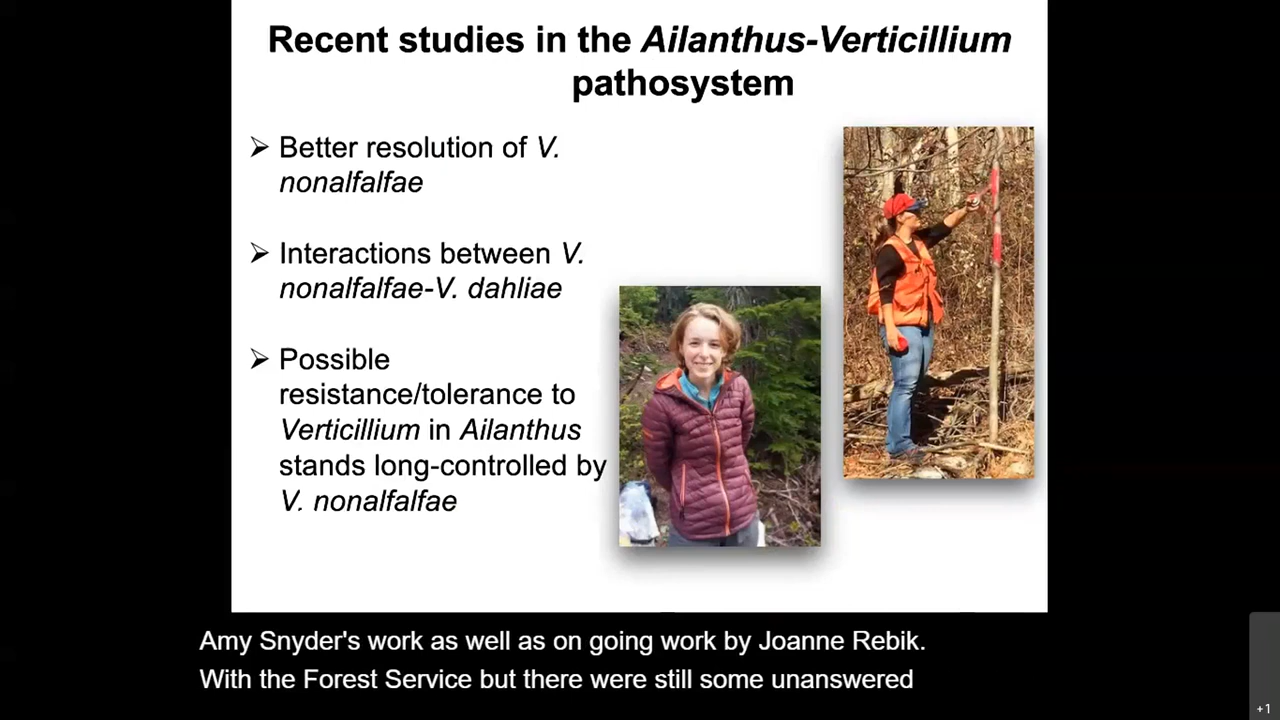 Recent studies in the Ailanthus-Verticillium
pathosystem
➢ Better resolution of V.
nonalfalfae
➢ Interactions between V.
nonalfalfae-V. dahliae
➢ Possible
resistance/tolerance to
Verticillium in Ailanthus
stands long-controlled by
V. nonalfalfae
Amy Snyder's work as well as on going work by Joanne Rebik.
With the Forest Service but there were still some unanswered
+1